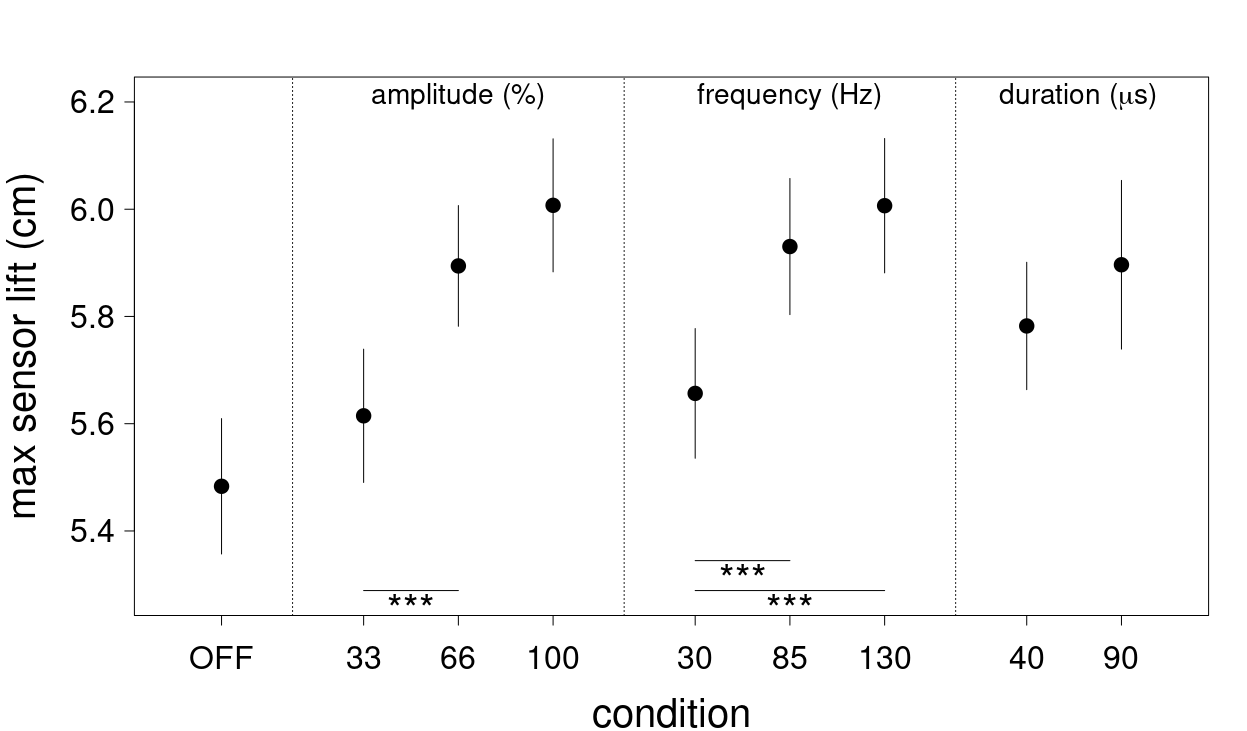 amplitude (%)
frequency (Hz)
duration (μs)
max sensor lift (cm)
6.2
6.0
5.8
5.6
5.4
***
***
***
OFF 33 66 100 30 85 130 40 90
condition